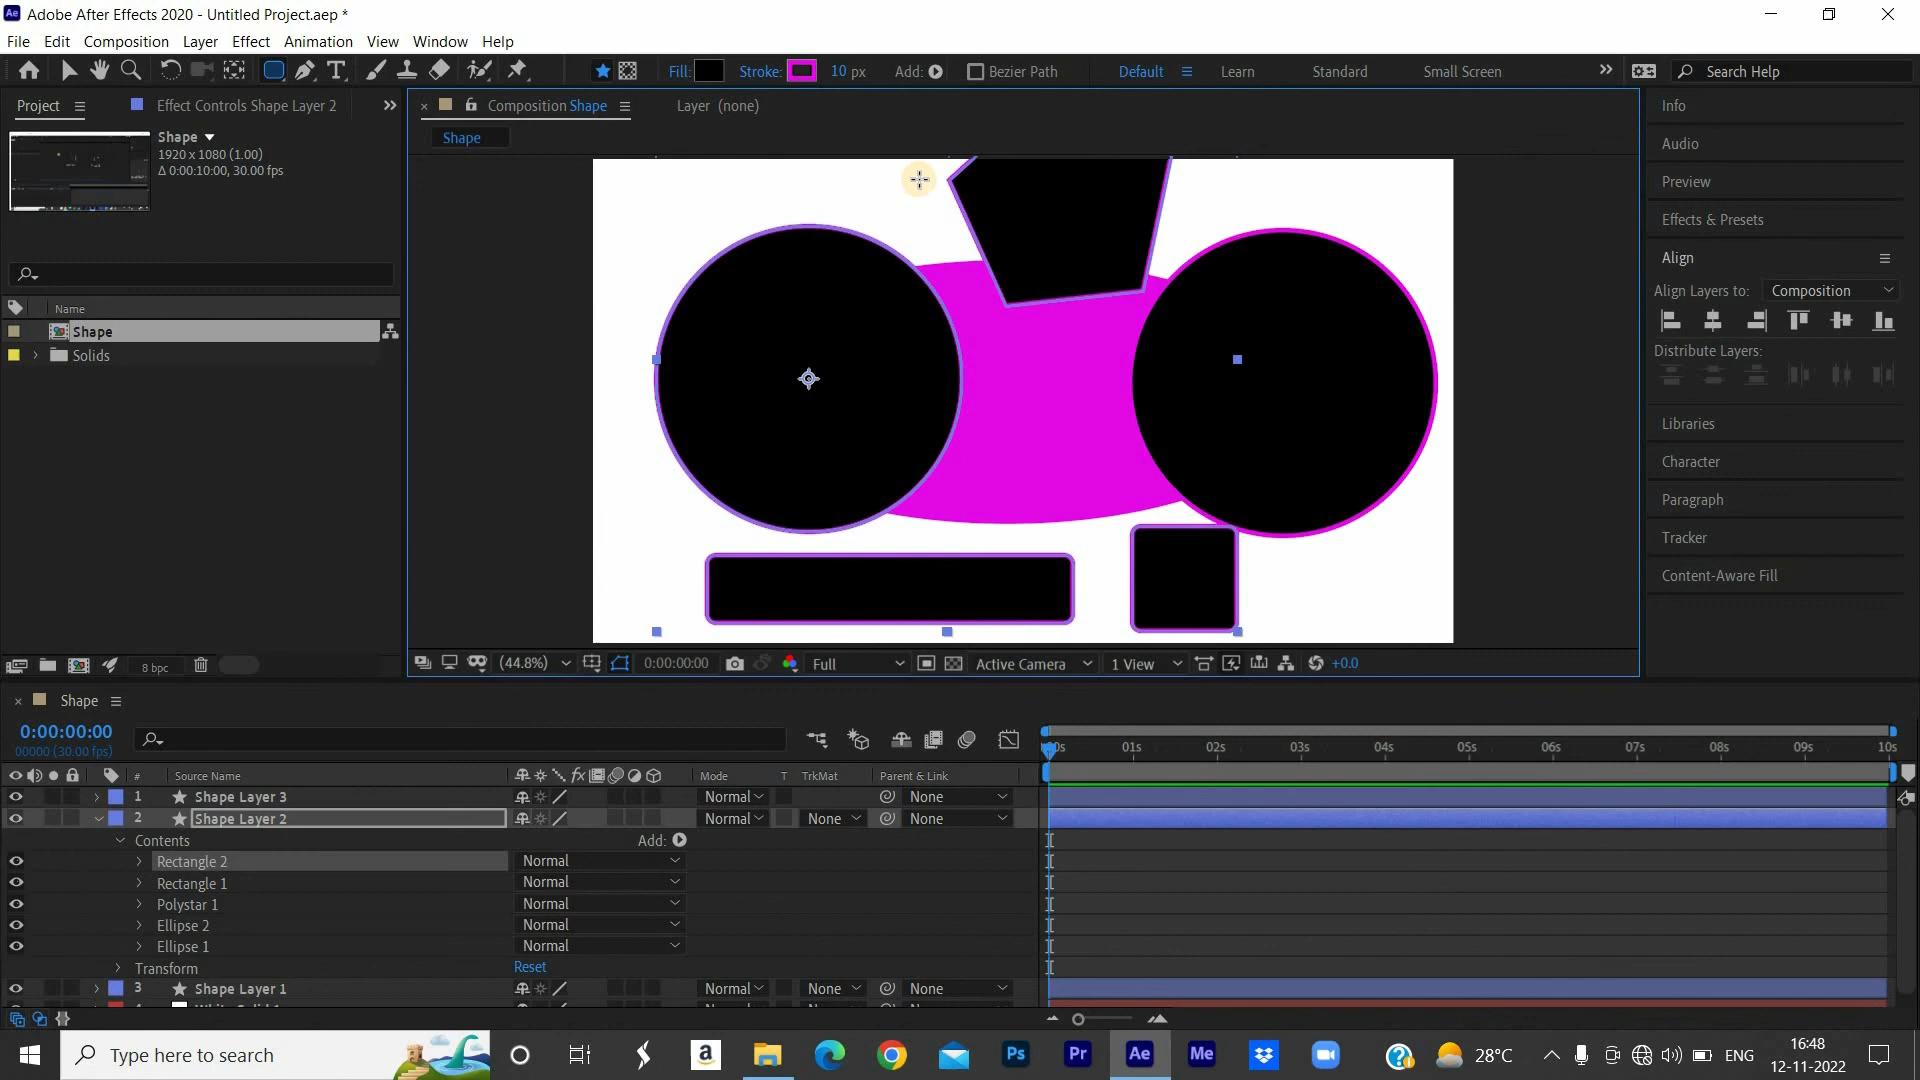 Adobe After Effects 2020 - Untitled Project.aep *
File Edit Composition Layer Effect Animation View Window Help
Fill: Stroke: 10 px Add: Bezier Path Default Learn Standard Small Screen Search Help
Project Effect Controls Shape Layer 2
Shape
1920 x 1080 (1.00)
Δ 0:00:10:00, 30.00 fps
Name
Shape
Solids
8 bpc
Composition Shape Layer (none)
Shape
(44.8%) 0:00:00:00 Full Active Camera 1 View +0.0
Info
Audio
Preview
Effects & Presets
Align
Align Layers to: Composition
Distribute Layers:
Libraries
Character
Paragraph
Tracker
Content-Aware Fill
Shape
0:00:00:00
00000 (30.00 fps)
01s 02s 03s 04s 05s 06s 07s 08s 09s 10s
# Source Name Mode T TrkMat Parent & Link
1 Shape Layer 3 Normal None
2 Shape Layer 2 Normal None None
Contents Add:
Rectangle 2 Normal
Rectangle 1 Normal
Polystar 1 Normal
Ellipse 2 Normal
Ellipse 1 Normal
Transform Reset
3 Shape Layer 1 Normal None None
Type here to search
a Ps Pr Ae Me 28°C ENG
16:48
12-11-2022